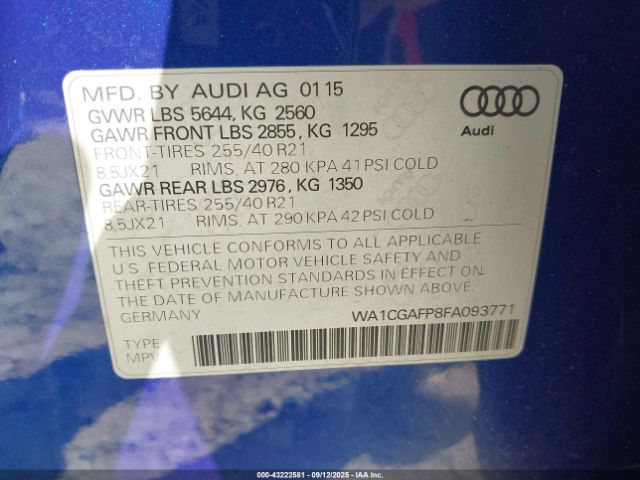 MFD. BY AUDI AG 01 15
GVWR LBS 5644, KG 2560
GAWR FRONT LBS 2855, KG 1295
FRONT-TIRES 255/40 R21
8,5JX21 RIMS, AT 280 KPA 41 PSI COLD
GAWR REAR LBS 2976, KG 1350
REAR-TIRES 255/40 R21
8,5JX21 RIMS, AT 290 KPA 42 PSI COLD
Audi
THIS VEHICLE CONFORMS TO ALL APPLICABLE
U.S. FEDERAL MOTOR VEHICLE SAFETY AND
THEFT PREVENTION STANDARDS IN EFFECT ON
THE DATE OF MANUFACTURE SHOWN ABOVE.
GERMANY
WA1CGAFP8FA093771
TYPE
MPV
000-43222581 - 09/12/2025 - IAA Inc.